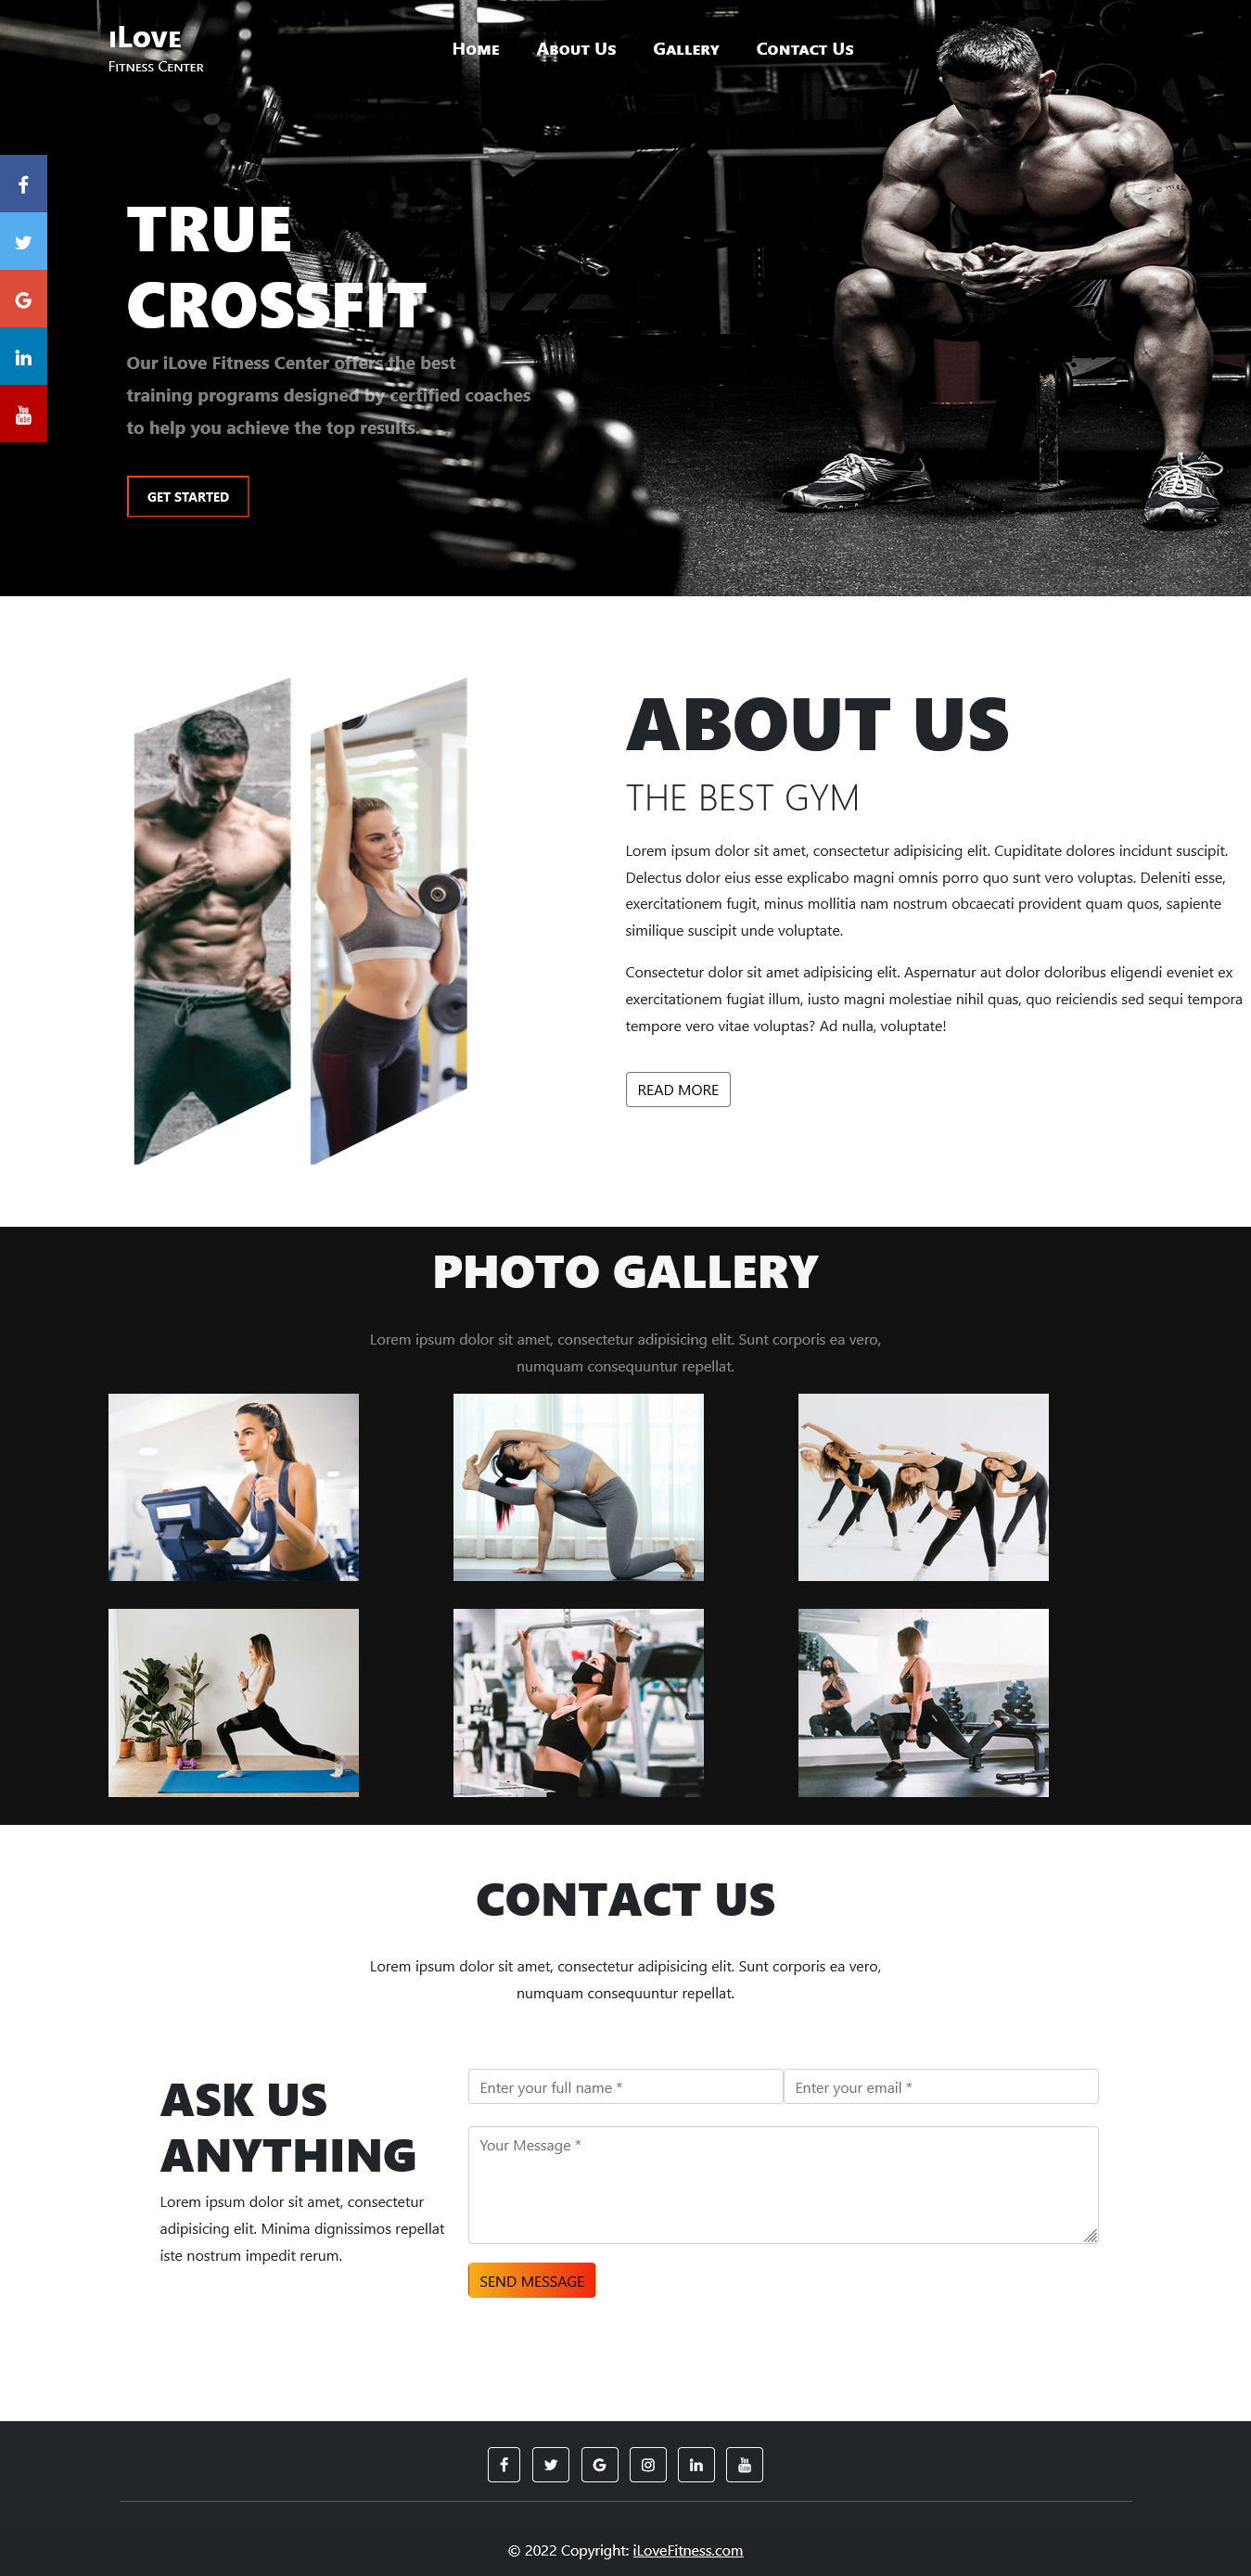 iLove
Fitness Center
Home About Us Gallery Contact Us
TRUE
CROSSFIT
Our iLove Fitness Center offers the best
training programs designed by certified coaches
to help you achieve the top results.
GET STARTED
You
Tube
ABOUT US
THE BEST GYM
Lorem ipsum dolor sit amet, consectetur adipisicing elit. Cupiditate dolores incidunt suscipit.
Delectus dolor eius esse explicabo magni omnis porro quo sunt vero voluptas. Deleniti esse,
exercitationem fugit, minus mollitia nam nostrum obcaecati provident quam quos, sapiente
similique suscipit unde voluptate.
Consectetur dolor sit amet adipisicing elit. Aspernatur aut dolor doloribus eligendi eveniet ex
exercitationem fugiat illum, iusto magni molestiae nihil quas, quo reiciendis sed sequi tempora
tempore vero vitae voluptas? Ad nulla, voluptate!
READ MORE
PHOTO GALLERY
Lorem ipsum dolor sit amet, consectetur adipisicing elit. Sunt corporis ea vero,
numquam consequuntur repellat.
CONTACT US
Lorem ipsum dolor sit amet, consectetur adipisicing elit. Sunt corporis ea vero,
numquam consequuntur repellat.
ASK US
ANYTHING
Lorem ipsum dolor sit amet, consectetur
adipisicing elit. Minima dignissimos repellat
iste nostrum impedit rerum.
Enter your full name * Enter your email *
Your Message *
SEND MESSAGE
You
Tube
© 2022 Copyright: iLoveFitness.com